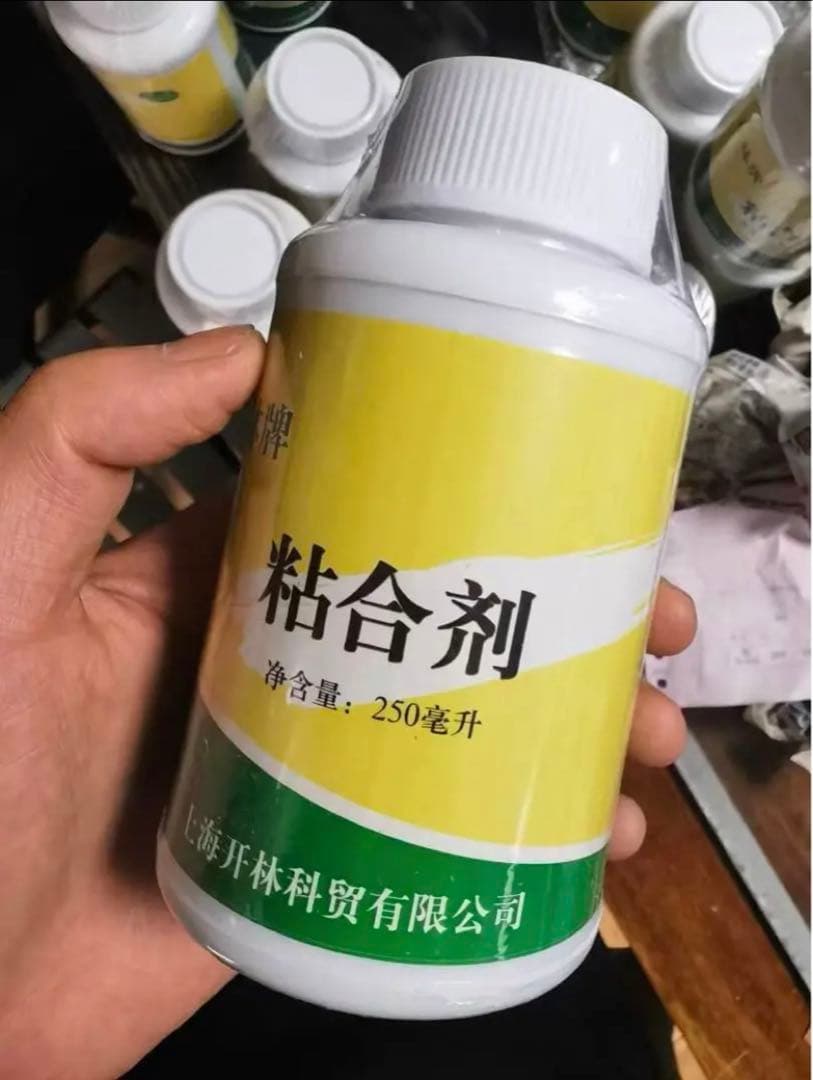 牌
粘合剂
净含量：250毫升
上海开林科贸有限公司